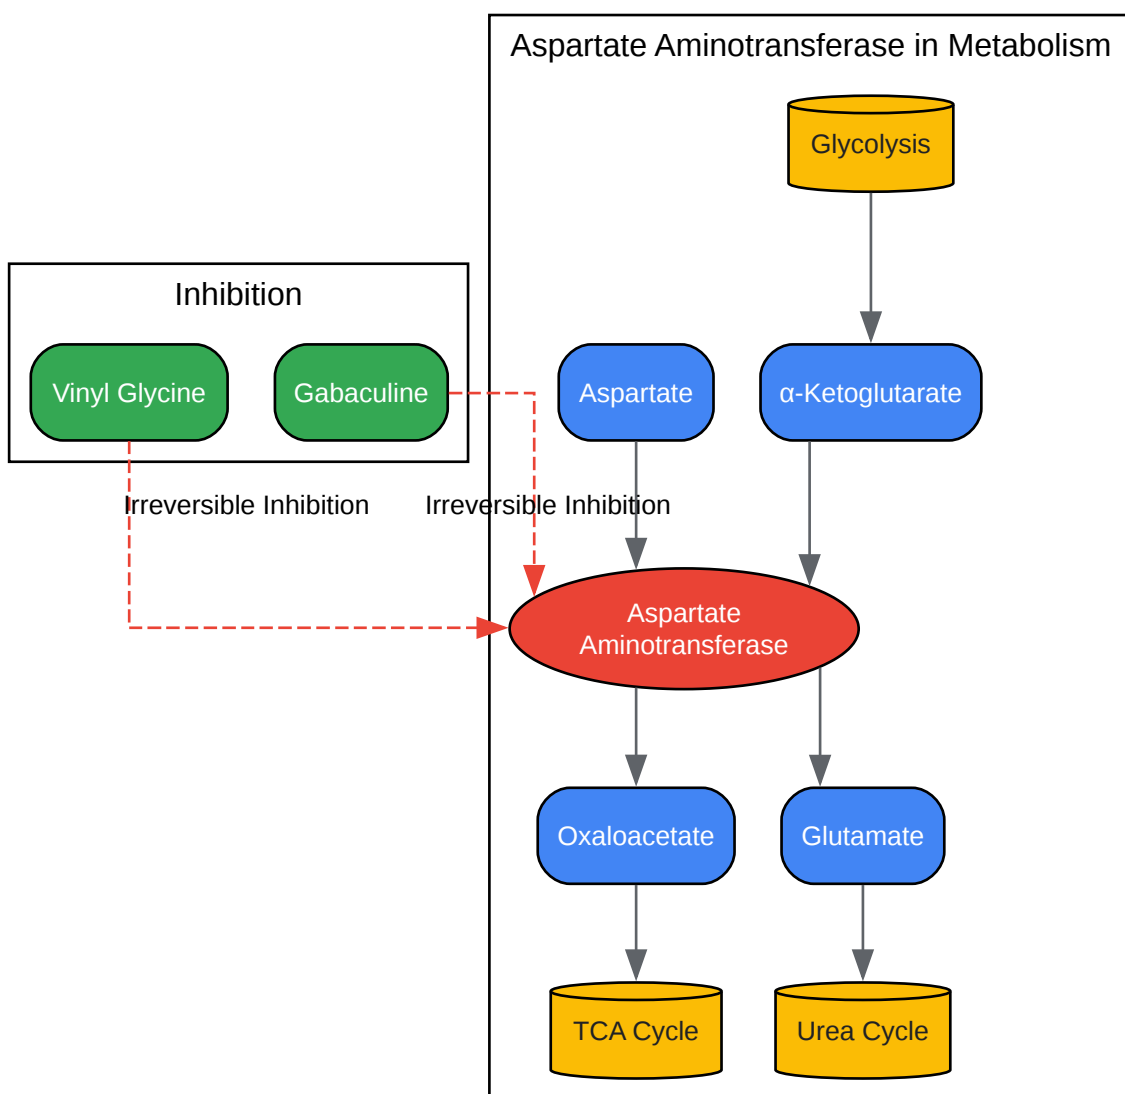 Aspartate Aminotransferase in Metabolism
Glycolysis
Inhibition
Vinyl Glycine
Gabaculine
Aspartate
α-Ketoglutarate
Irreversible Inhibition
Irreversible Inhibition
Aspartate
Aminotransferase
Oxaloacetate
Glutamate
TCA Cycle
Urea Cycle